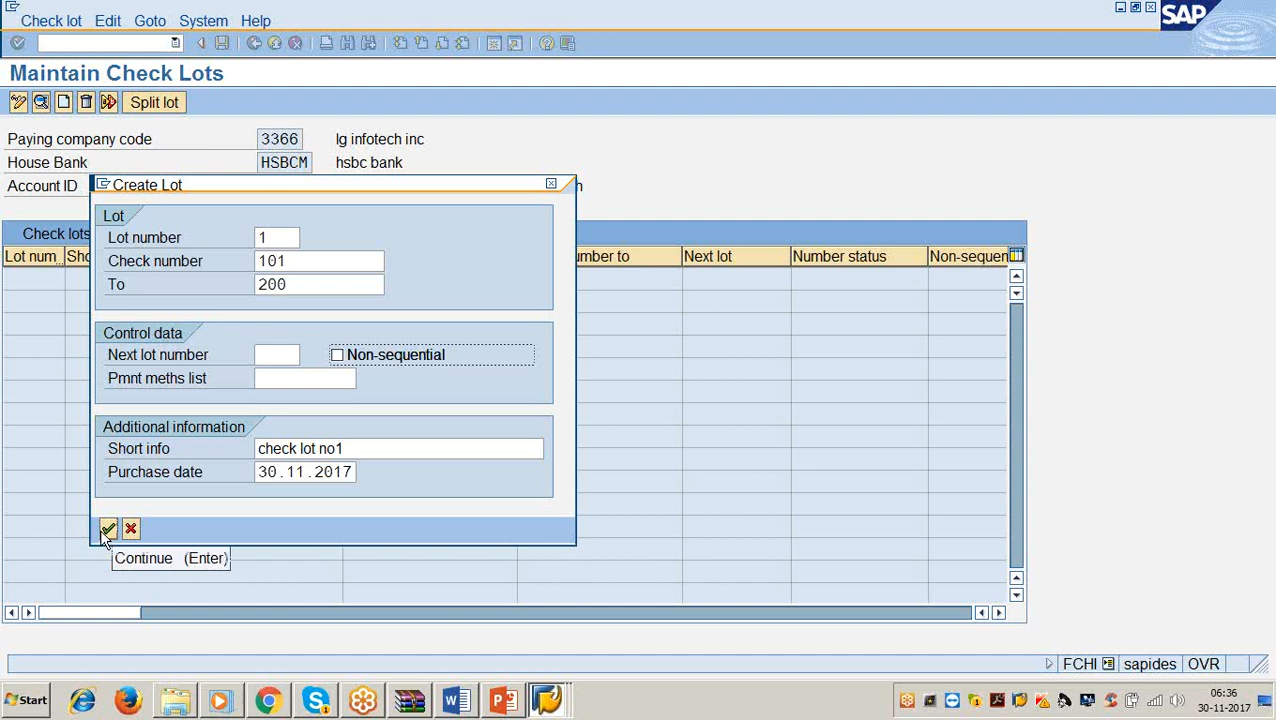 Check lot Edit Goto System Help
SAP
Maintain Check Lots
Split lot
Paying company code 3366 lg infotech inc
House Bank HSBCM hsbc bank
Account ID
Create Lot
Check lots
Lot num... Number to Next lot Number status Non-sequen
Lot
Lot number 1
Check number 101
To 200
Control data
Next lot number Non-sequential
Pmnt meths list
Additional information
Short info check lot no1
Purchase date 30.11.2017
Continue (Enter)
FCHI sapides OVR
Start 06:36
30-11-2017